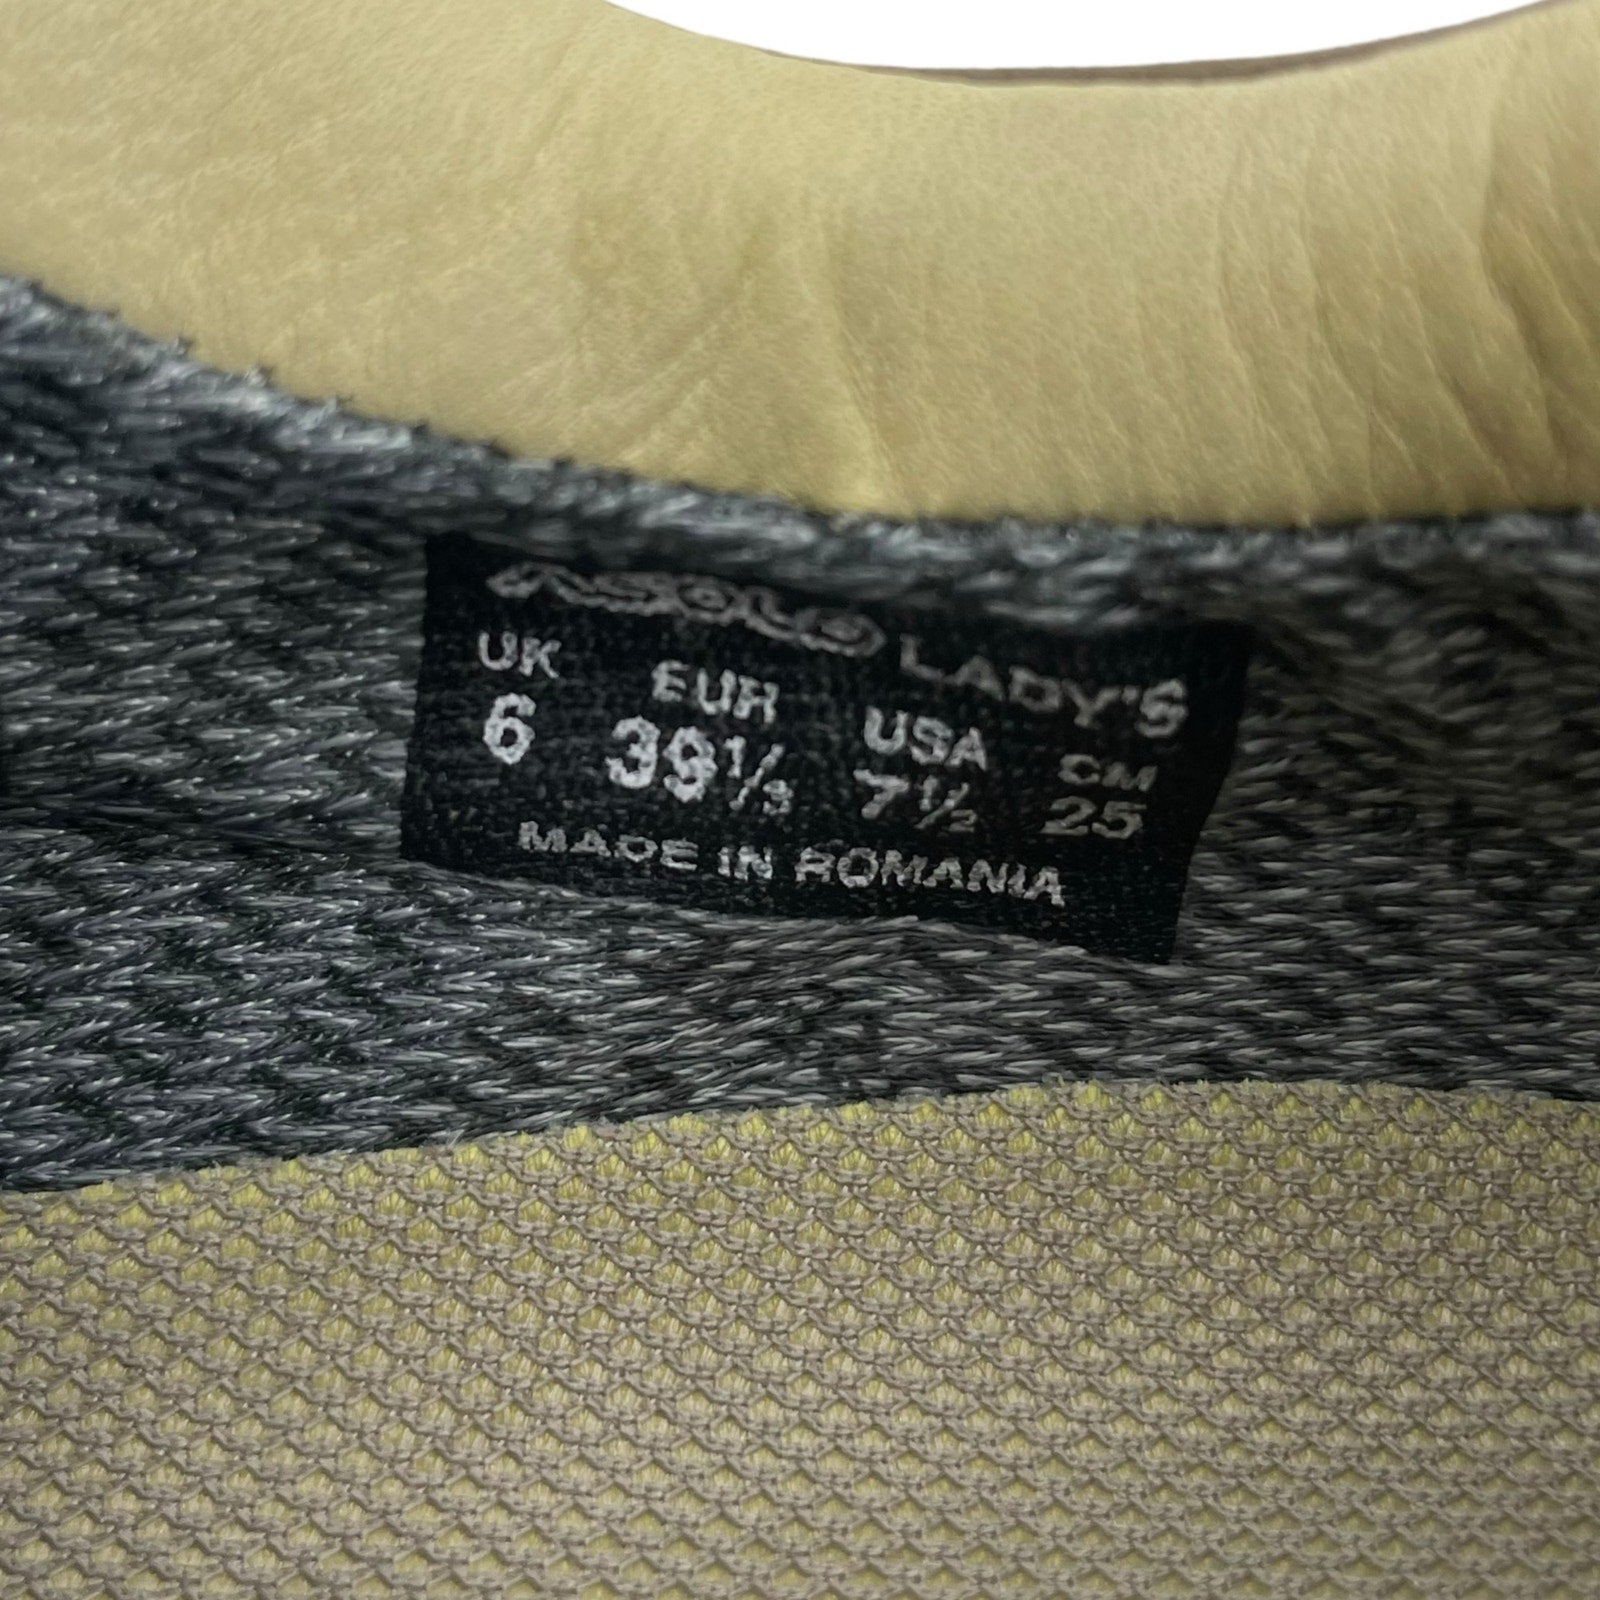 ASOLO LADY'S
UK EUR USA CM
6 39 1/3 7 1/2 25
MADE IN ROMANIA